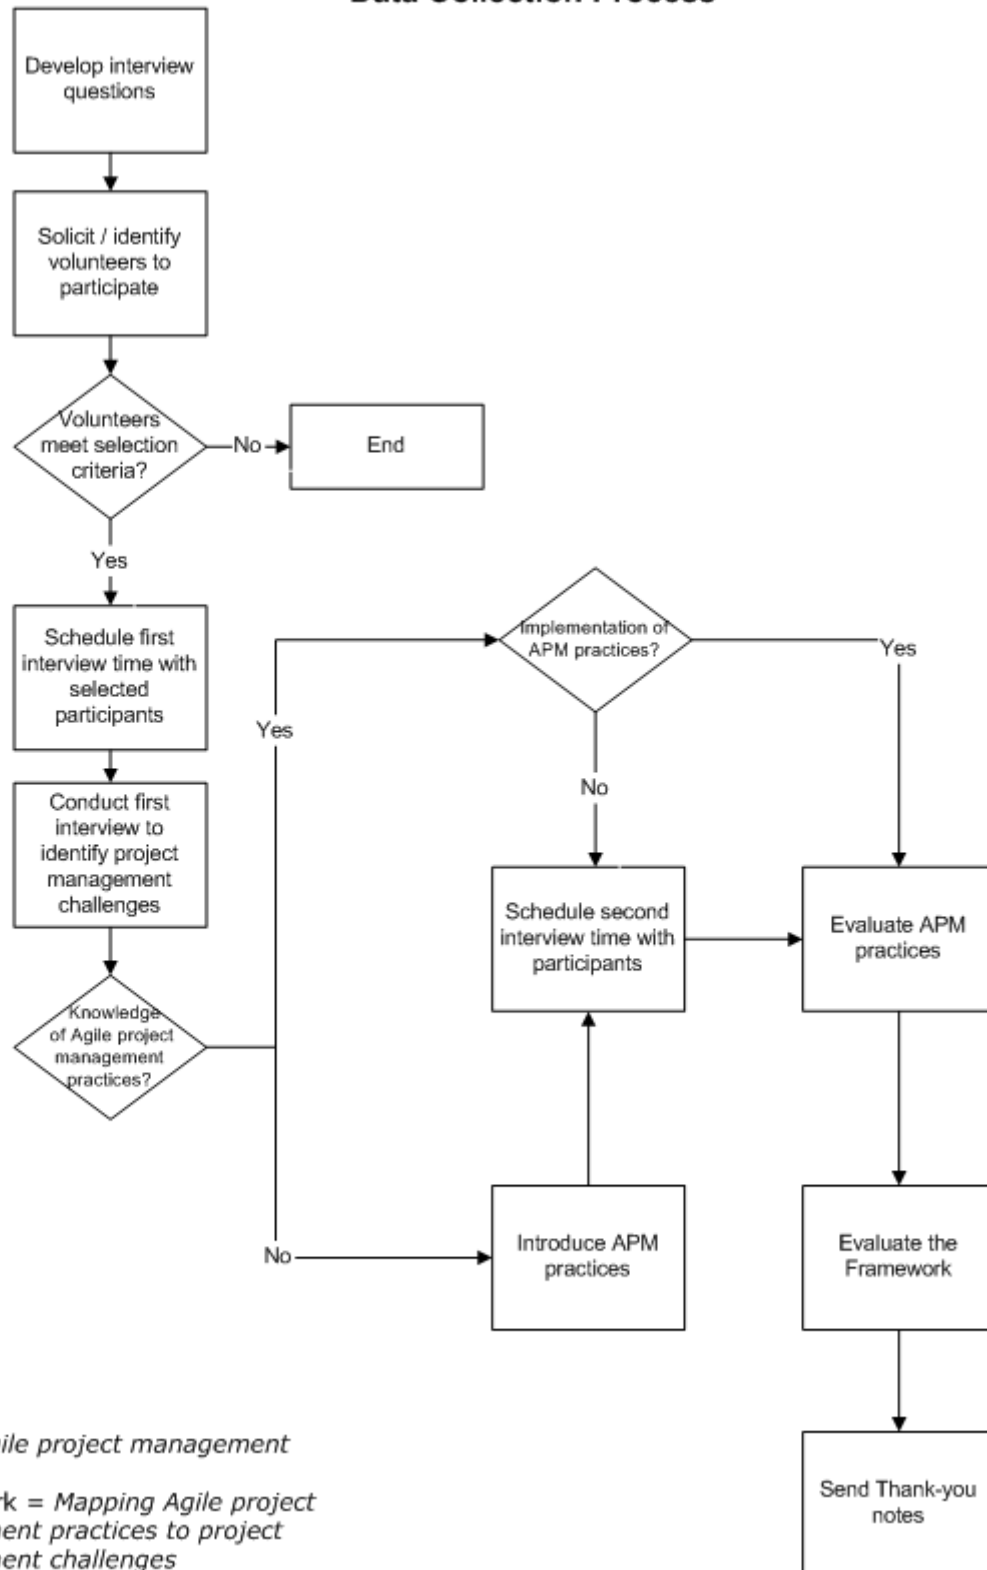 Data Collection Process
Develop interview
questions
Solicit / identify
volunteers to
participate
Volunteers
meet selection
criteria?
No
End
Yes
Schedule first
interview time with
selected
participants
Conduct first
interview to
identify project
management
challenges
Knowledge
of Agile project
management
practices?
Yes
No
Implementation of
APM practices?
Yes
No
Schedule second
interview time with
participants
Evaluate APM
practices
Introduce APM
practices
Evaluate the
Framework
Send Thank-you
notes
ile project management
rk = Mapping Agile project
ent practices to project
ent challenges